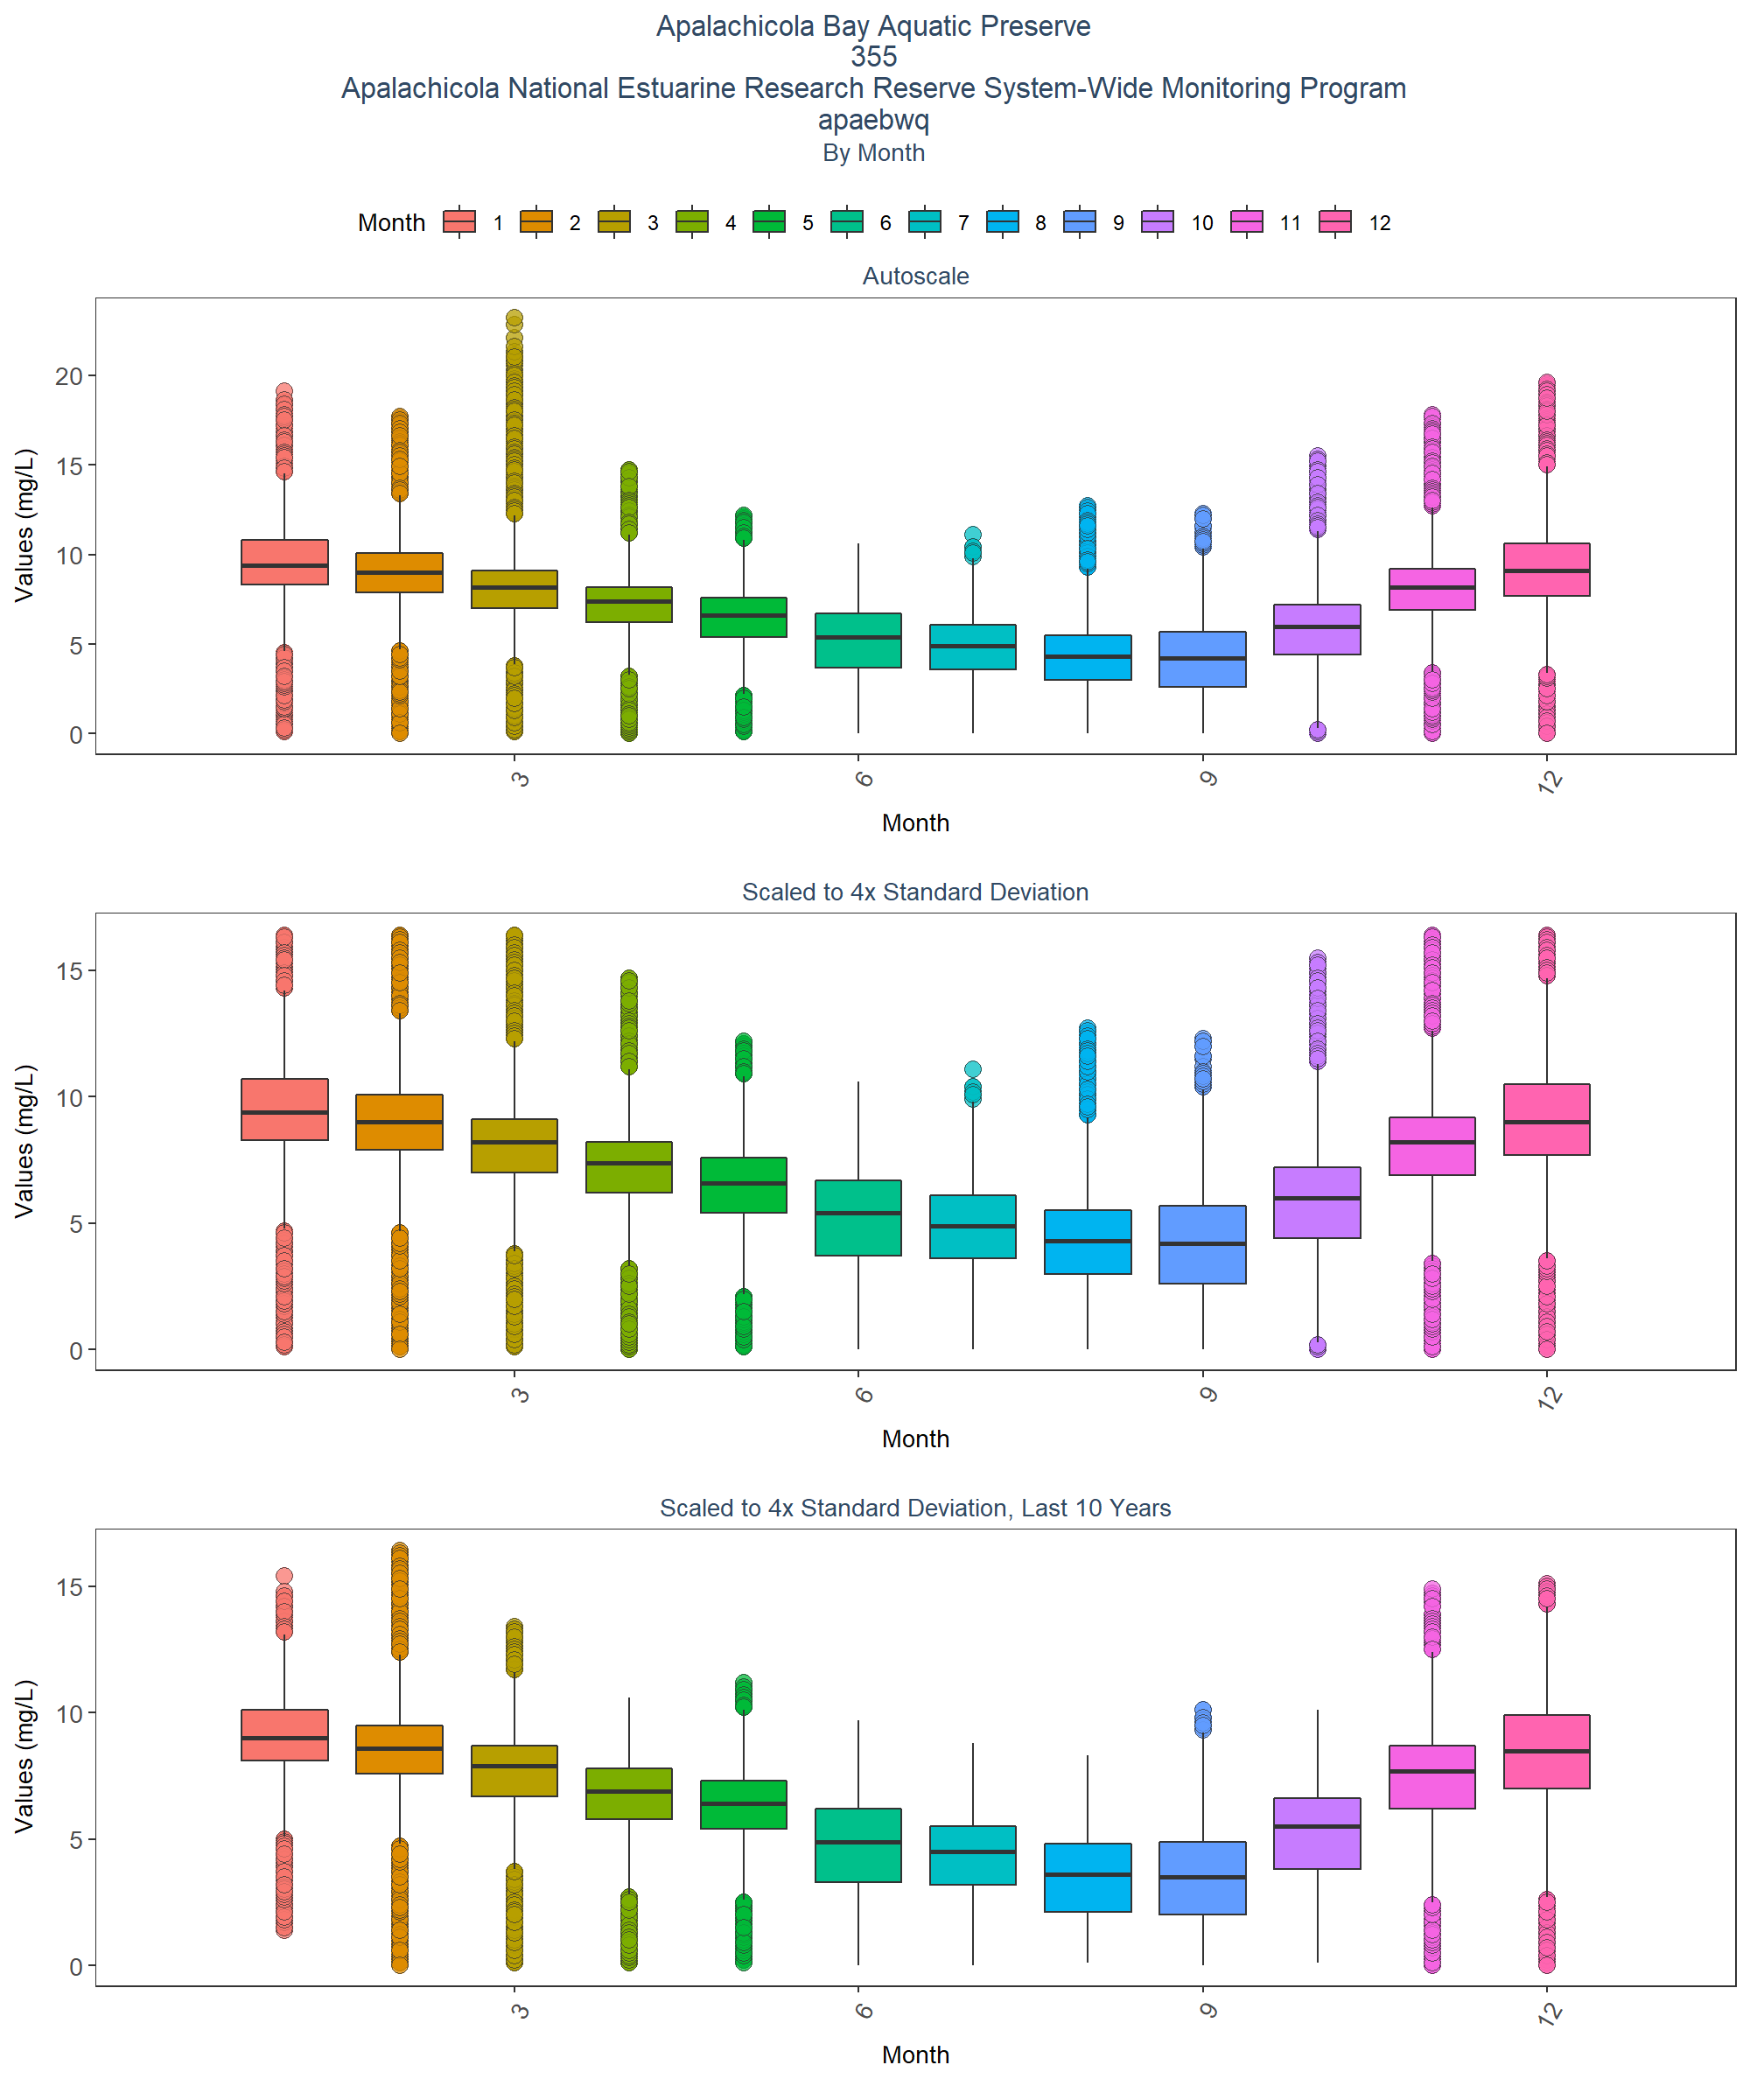 Apalachicola Bay Aquatic Preserve
355
Apalachicola National Estuarine Research Reserve System-Wide Monitoring Program
apaebwq
By Month
Month 1 2 3 4 5 6 7 8 9 10 11 12
Autoscale
Values (mg/L)
20
15
10
5
0
3 6 9 12
Month
Scaled to 4x Standard Deviation
Values (mg/L)
15
10
5
0
3 6 9 12
Month
Scaled to 4x Standard Deviation, Last 10 Years
Values (mg/L)
15
10
5
0
3 6 9 12
Month